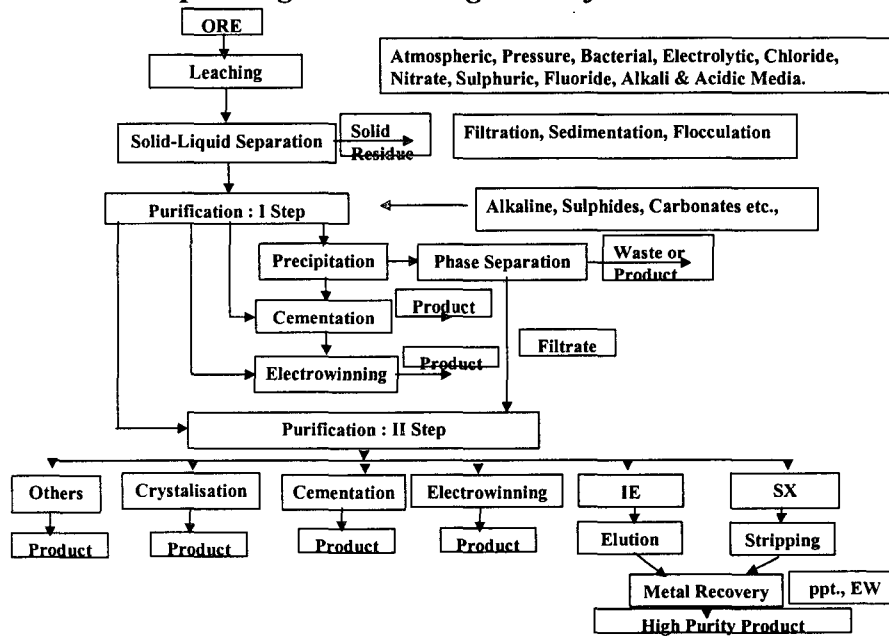 ORE
Atmospheric, Pressure, Bacterial, Electrolytic, Chloride,
Nitrate, Sulphuric, Fluoride, Alkali & Acidic Media.
Leaching
Solid-Liquid Separation
Solid
Residue
Filtration, Sedimentation, Flocculation
Purification : I Step
Alkaline, Sulphides, Carbonates etc.,
Precipitation
Phase Separation
Waste or
Product
Cementation
Product
Filtrate
Electrowinning
Product
Purification : II Step
Others
Crystalisation
Cementation
Electrowinning
IE
SX
Product
Product
Product
Product
Elution
Stripping
Metal Recovery
ppt., EW
High Purity Product